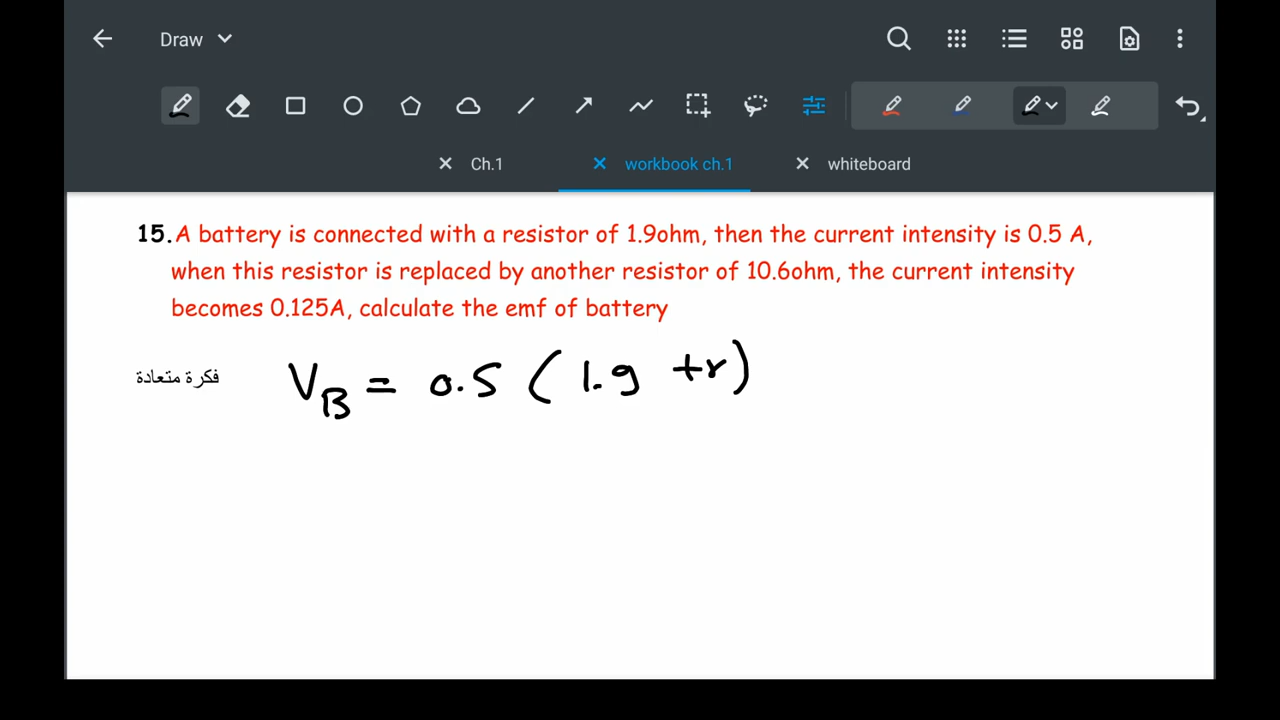 Draw
Ch.1 workbook ch.1 whiteboard
15. A battery is connected with a resistor of 1.9ohm, then the current intensity is 0.5 A,
when this resistor is replaced by another resistor of 10.6ohm, the current intensity
becomes 0.125A, calculate the emf of battery
فكرة متعادة
V_B = 0.5 (1.9 +r)